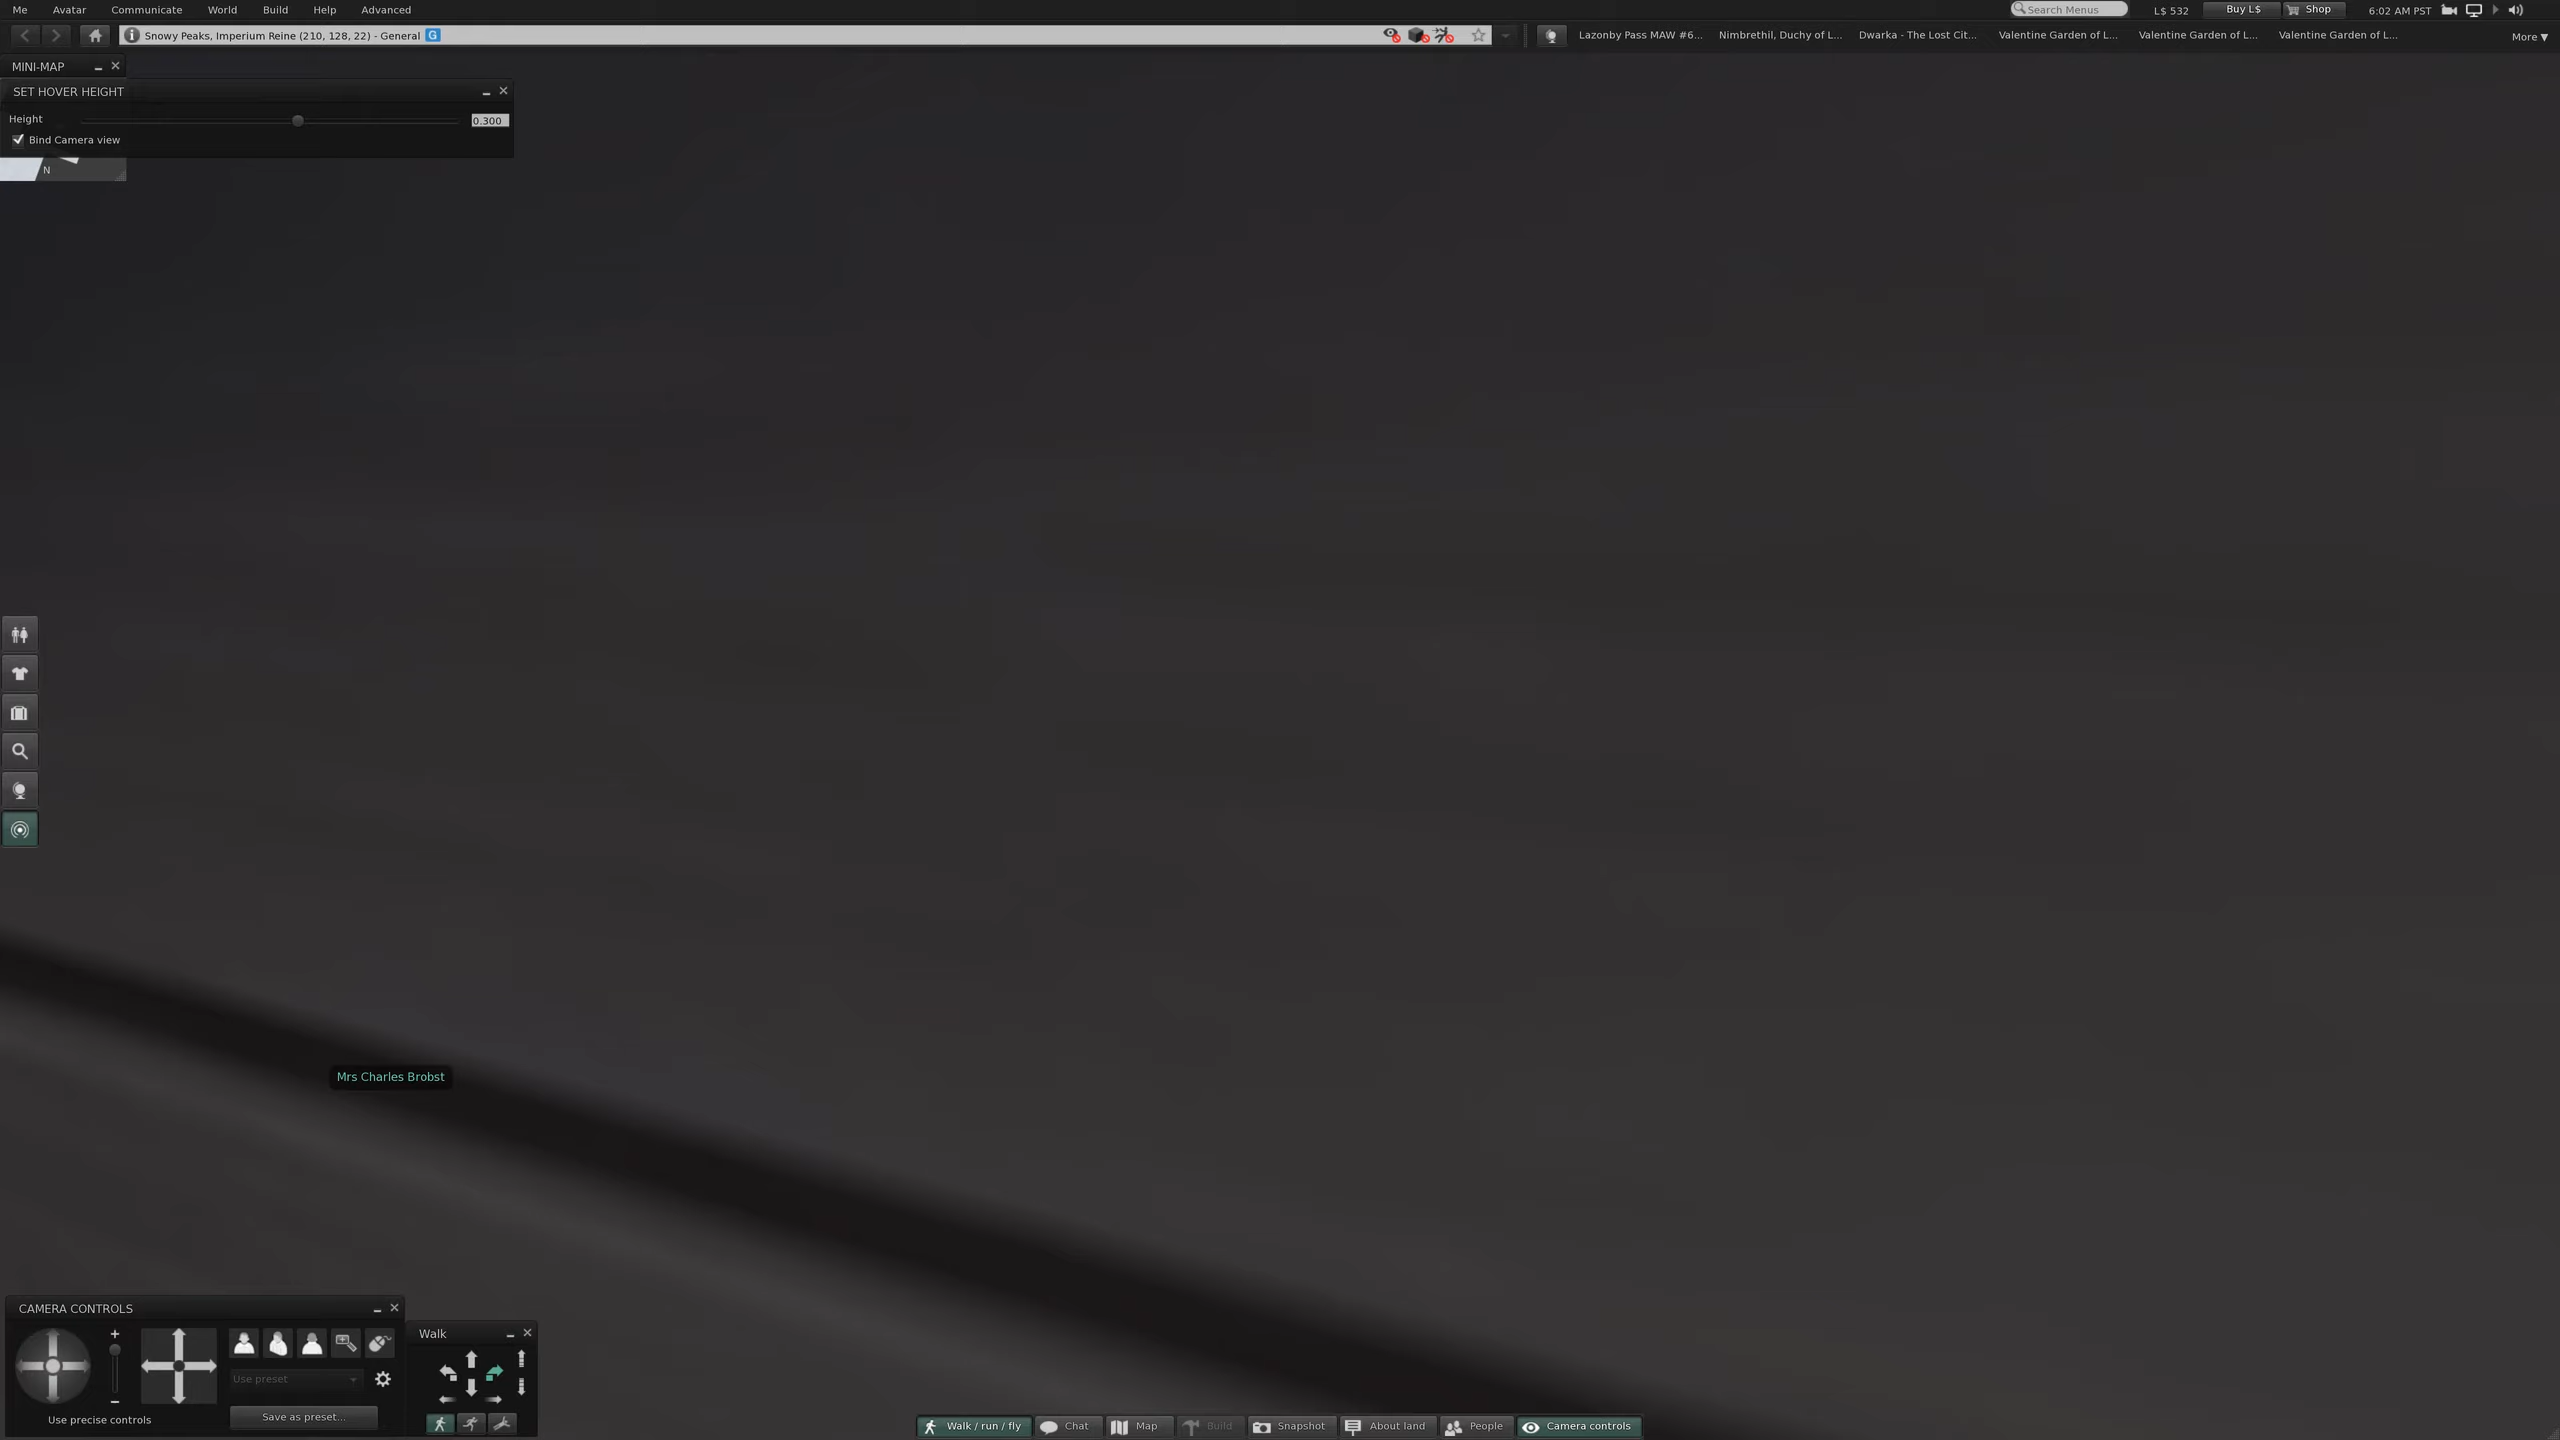 Me Avatar Communicate World Build Help Advanced Search Menus L$ 532 Buy L$ Shop 6:02 AM PST
Snowy Peaks, Imperium Reine (210, 128, 22) - General G Lazonby Pass MAW #6... Nimbrethil, Duchy of L... Dwarka - The Lost Cit... Valentine Garden of L... Valentine Garden of L... Valentine Garden of L... More
MINI-MAP
SET HOVER HEIGHT
Height 0.300
Bind Camera view
N
Mrs Charles Brobst
CAMERA CONTROLS
Walk
Use preset
Use precise controls
Save as preset...
Walk / run / fly Chat Map Build Snapshot About land People Camera controls